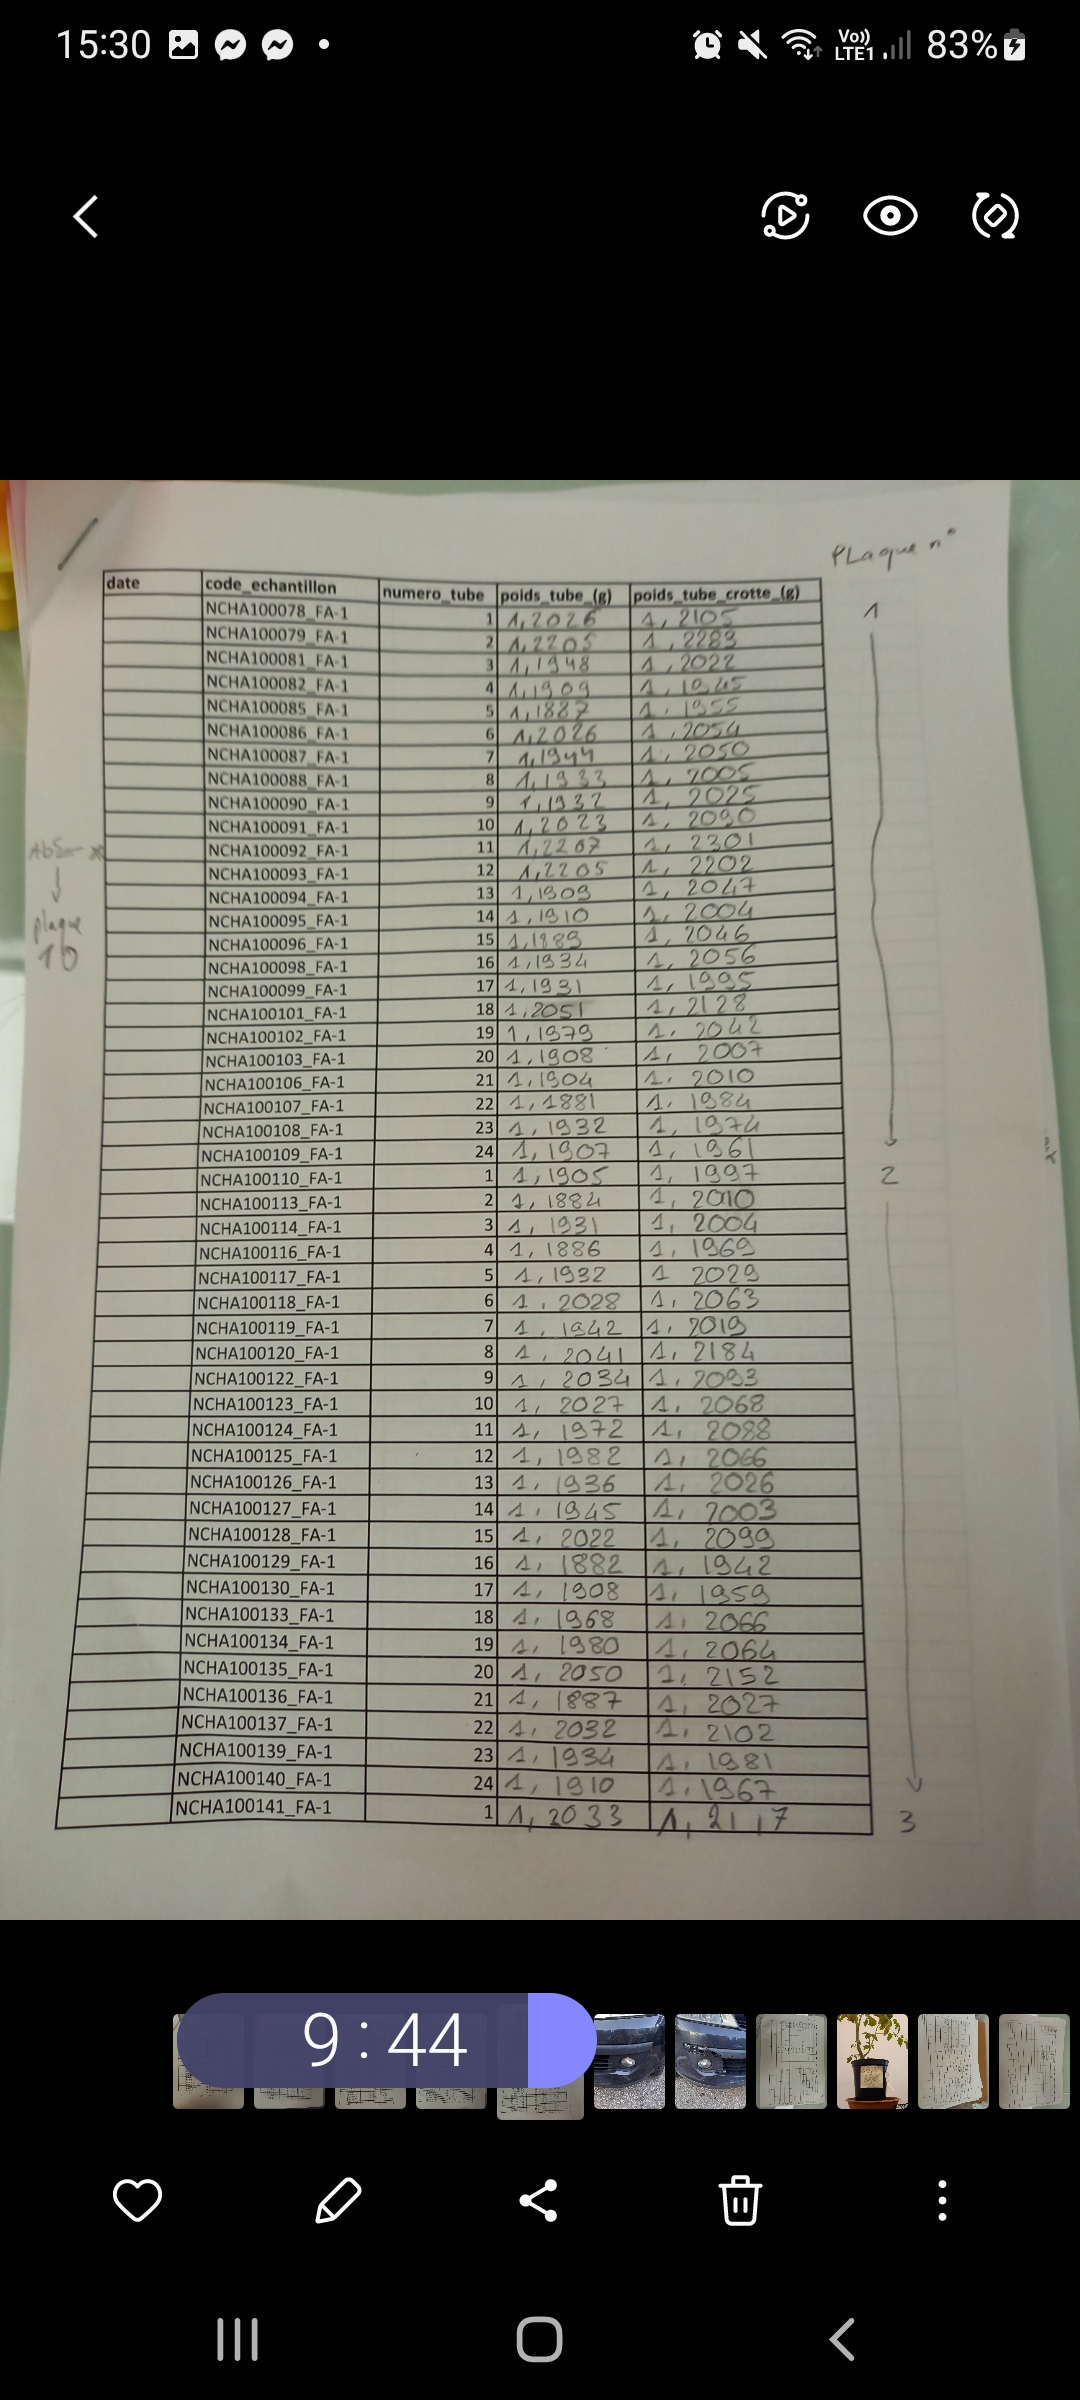 15:30
Vo))
LTE1
83%
PLaque n°
date code_echantillon numero_tube poids_tube_(g) poids_tube_crotte_(g)
NCHA100078_FA-1 1 1,2026 1,2105 1
NCHA100079_FA-1 2 1,2205 1,2283
NCHA100081_FA-1 3 1,1948 1,2022
NCHA100082_FA-1 4 1,1909 1,1945
NCHA100085_FA-1 5 1,1887 1,1955
NCHA100086_FA-1 6 1,2026 1,2054
NCHA100087_FA-1 7 1,1944 1,2050
NCHA100088_FA-1 8 1,1933 1,2005
NCHA100090_FA-1 9 1,1932 1,2025
NCHA100091_FA-1 10 1,2023 1,2090
NCHA100092_FA-1 11 1,2207 1,2301
NCHA100093_FA-1 12 1,2205 1,2202
NCHA100094_FA-1 13 1,1909 1,2047
plaque
10
NCHA100095_FA-1 14 1,1910 1,2004
NCHA100096_FA-1 15 1,1889 1,2046
NCHA100098_FA-1 16 1,1934 1,2056
NCHA100099_FA-1 17 1,1931 1,1995
NCHA100101_FA-1 18 1,2051 1,2128
NCHA100102_FA-1 19 1,1979 1,2042
NCHA100103_FA-1 20 1,1908 1,2007
NCHA100106_FA-1 21 1,1904 1,2010
NCHA100107_FA-1 22 1,1881 1,1984
NCHA100108_FA-1 23 1,1932 1,1974
NCHA100109_FA-1 24 1,1907 1,1961
NCHA100110_FA-1 1 1,1905 1,1997 2
NCHA100113_FA-1 2 1,1884 1,2010
NCHA100114_FA-1 3 1,1931 1,2004
NCHA100116_FA-1 4 1,1886 1,1969
NCHA100117_FA-1 5 1,1932 1 2029
NCHA100118_FA-1 6 1,2028 1,2063
NCHA100119_FA-1 7 1,1942 1,2019
NCHA100120_FA-1 8 1,2041 1,2184
NCHA100122_FA-1 9 1,2034 1,2093
NCHA100123_FA-1 10 1,2027 1,2068
NCHA100124_FA-1 11 1,1972 1,2088
NCHA100125_FA-1 12 1,1982 1,2066
NCHA100126_FA-1 13 1,1936 1,2026
NCHA100127_FA-1 14 1,1945 1,2003
NCHA100128_FA-1 15 1,2022 1,2099
NCHA100129_FA-1 16 1,1882 1,1942
NCHA100130_FA-1 17 1,1908 1,1959
NCHA100133_FA-1 18 1,1968 1,2066
NCHA100134_FA-1 19 1,1980 1,2064
NCHA100135_FA-1 20 1,2050 1,2152
NCHA100136_FA-1 21 1,1887 1,2027
NCHA100137_FA-1 22 1,2032 1,2102
NCHA100139_FA-1 23 1,1934 1,1981
NCHA100140_FA-1 24 1,1910 1,1967
NCHA100141_FA-1 1 1,2033 1,2117 3
9:44